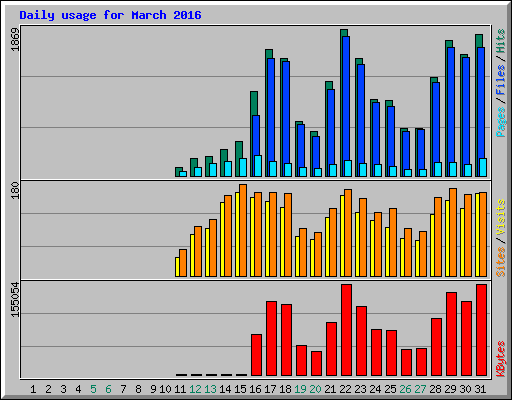 Daily usage for March 2016
1869
Pages / Files / Hits
180
Sites / Visits
155054
KBytes
1 2 3 4 5 6 7 8 9 10 11 12 13 14 15 16 17 18 19 20 21 22 23 24 25 26 27 28 29 30 31